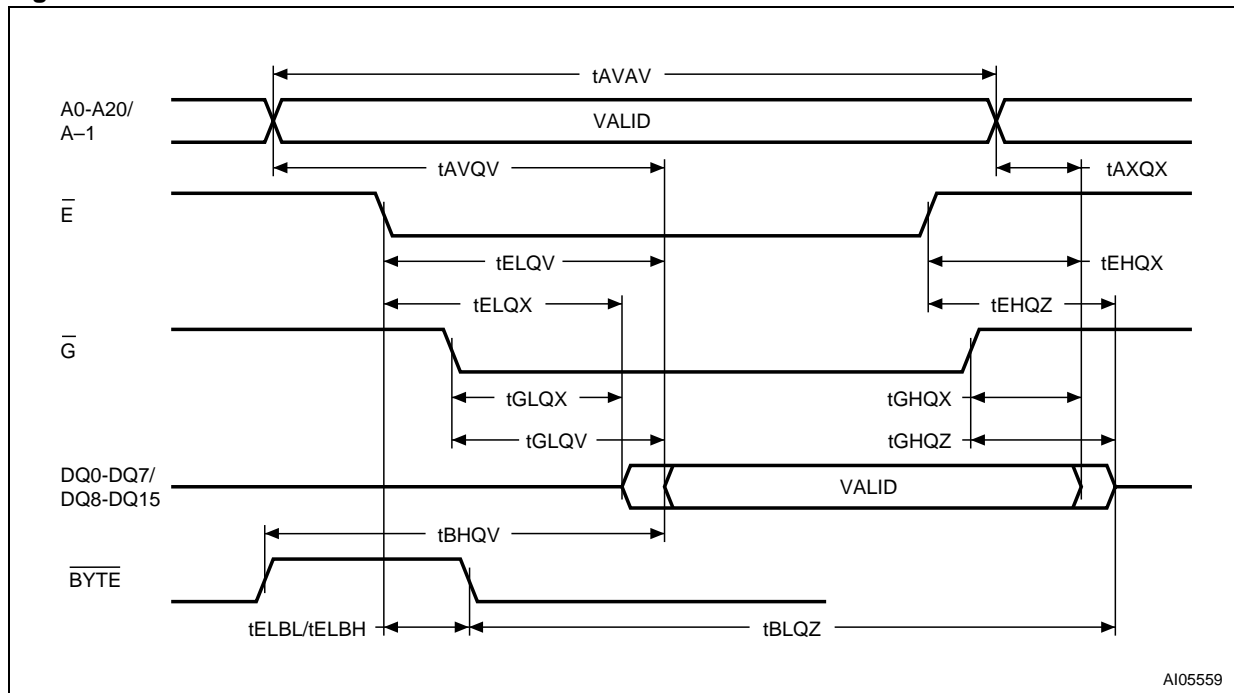 tAVAV
A0-A20/
A–1
VALID
tAVQV
tAXQX
E
tELQV
tEHQX
tELQX
tEHQZ
G
tGLQX
tGHQX
tGLQV
tGHQZ
DQ0-DQ7/
DQ8-DQ15
VALID
tBHQV
BYTE
tELBL/tELBH
tBLQZ
AI05559